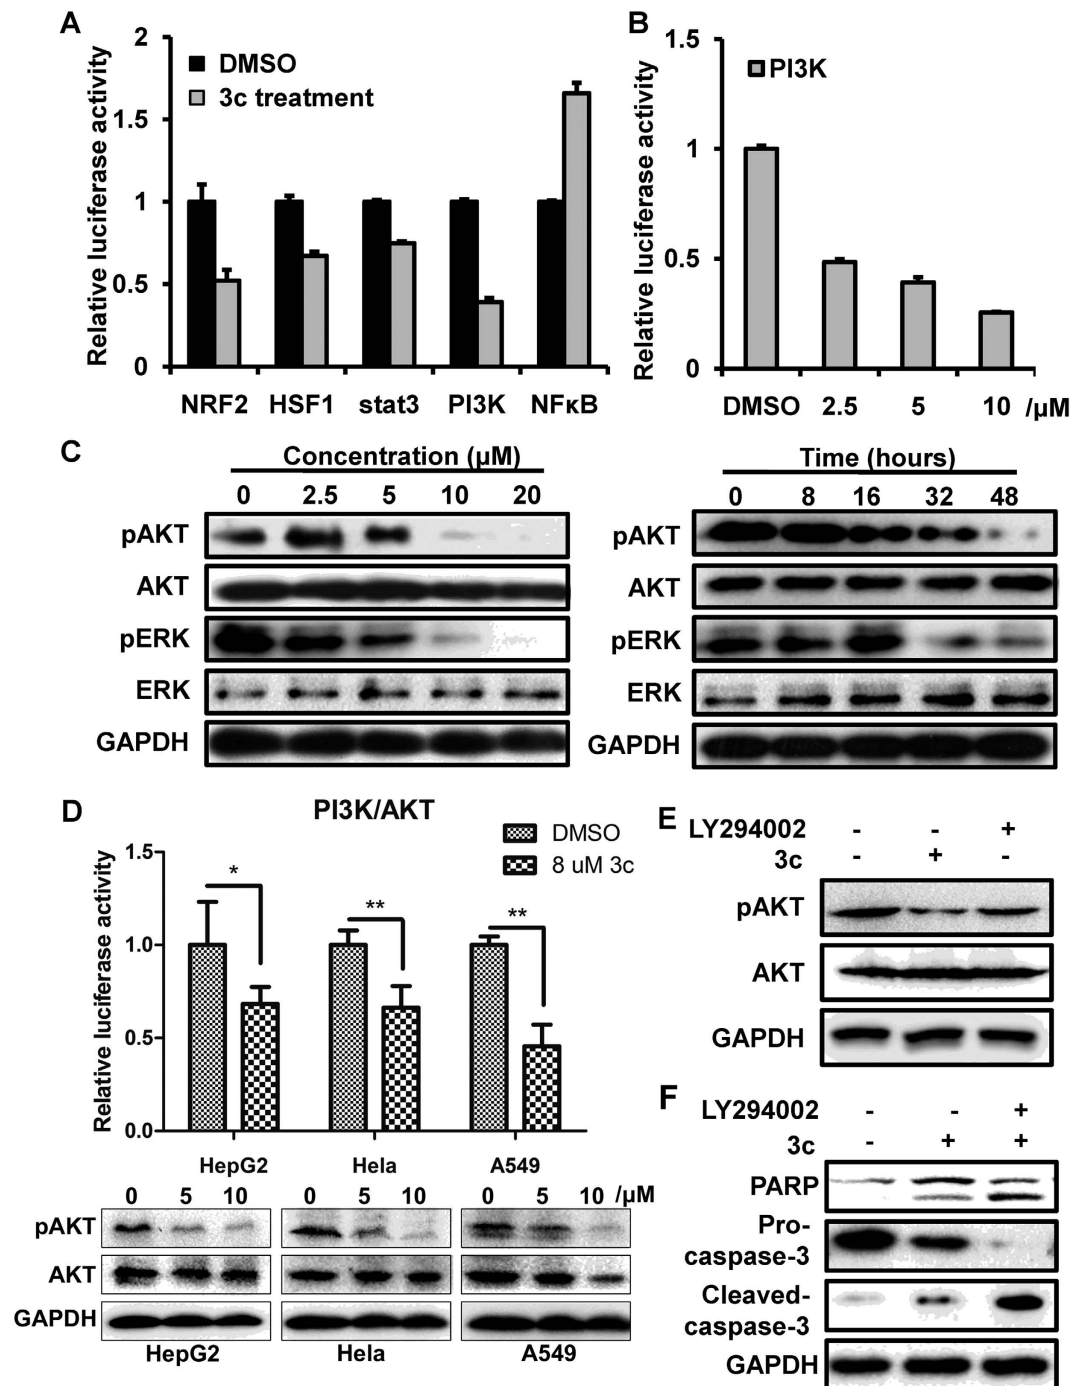 A
2
1.5
1
0.5
0
Relative luciferase activity
DMSO
3c treatment
NRF2 HSF1 stat3 PI3K NFκB
B
1.5
1
0.5
0
Relative luciferase activity
PI3K
DMSO 2.5 5 10 /µM
C
Concentration (µM)
0 2.5 5 10 20
pAKT
AKT
pERK
ERK
GAPDH
Time (hours)
0 8 16 32 48
pAKT
AKT
pERK
ERK
GAPDH
D
PI3K/AKT
DMSO
8 uM 3c
1.5
1.0
0.5
0.0
Relative luciferase activity
*
**
**
HepG2 Hela A549
0 5 10 0 5 10 0 5 10 /µM
pAKT
AKT
GAPDH
HepG2 Hela A549
E
LY294002 - - +
3c - + -
pAKT
AKT
GAPDH
F
LY294002 - - +
3c - + +
PARP
Pro-
caspase-3
Cleaved-
caspase-3
GAPDH